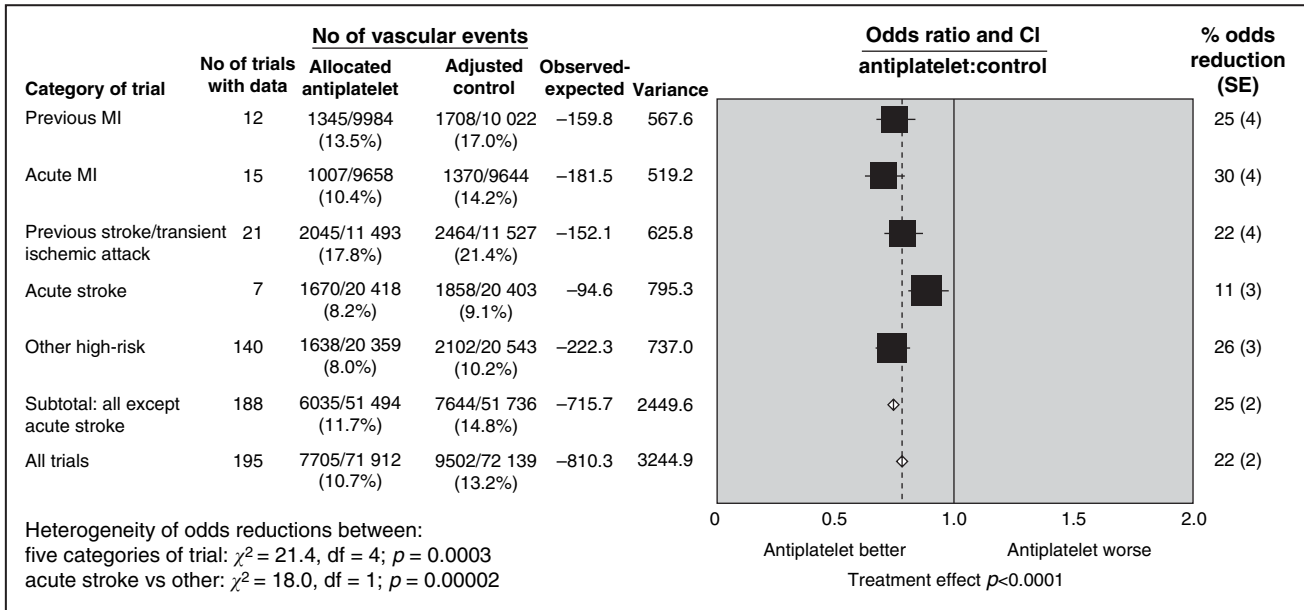 No of vascular events
Odds ratio and CI
% odds
reduction
(SE)
Category of trial
No of trials
with data
Allocated
antiplatelet
Adjusted
control
Observed-
expected
Variance
antiplatelet:control
Previous MI 12 1345/9984 1708/10 022 –159.8 567.6 25 (4)
(13.5%) (17.0%)
Acute MI 15 1007/9658 1370/9644 –181.5 519.2 30 (4)
(10.4%) (14.2%)
Previous stroke/transient 21 2045/11 493 2464/11 527 –152.1 625.8 22 (4)
ischemic attack (17.8%) (21.4%)
Acute stroke 7 1670/20 418 1858/20 403 –94.6 795.3 11 (3)
(8.2%) (9.1%)
Other high-risk 140 1638/20 359 2102/20 543 –222.3 737.0 26 (3)
(8.0%) (10.2%)
Subtotal: all except 188 6035/51 494 7644/51 736 –715.7 2449.6 25 (2)
acute stroke (11.7%) (14.8%)
All trials 195 7705/71 912 9502/72 139 –810.3 3244.9 22 (2)
(10.7%) (13.2%)
0 0.5 1.0 1.5 2.0
Antiplatelet better Antiplatelet worse
Treatment effect p<0.0001
Heterogeneity of odds reductions between:
five categories of trial: χ² = 21.4, df = 4; p = 0.0003
acute stroke vs other: χ² = 18.0, df = 1; p = 0.00002